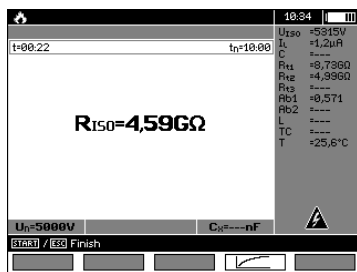 10:34
t=00:22 tn=10:00
RISO=4,59GΩ
Un=5000V Cx=---nF
UISO =5315V
IL =1,2µA
C =---
Rt1 =8,73GΩ
Rt2 =4,99GΩ
Rt3 =---
Ab1 =0,571
Ab2 =---
L =---
TC =---
T =25,6°C
START / ESC Finish